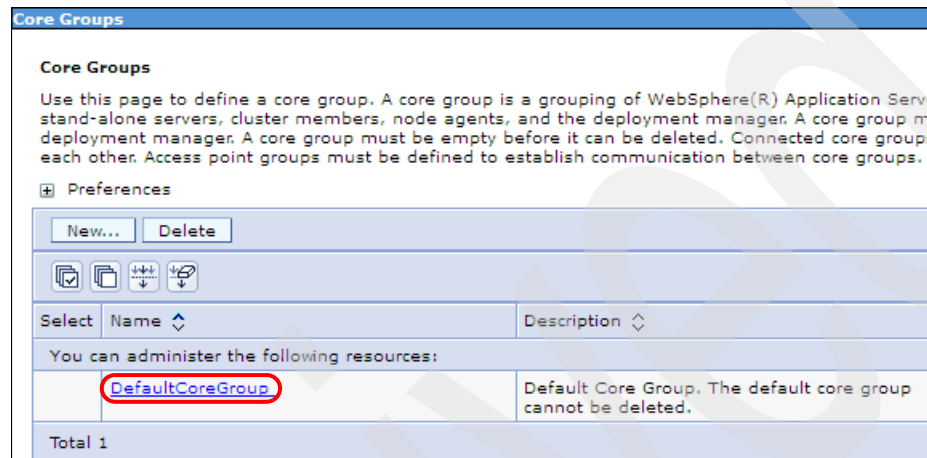 Core Groups
Core Groups
Use this page to define a core group. A core group is a grouping of WebSphere(R) Application Serv
stand-alone servers, cluster members, node agents, and the deployment manager. A core group m
deployment manager. A core group must be empty before it can be deleted. Connected core group
each other. Access point groups must be defined to establish communication between core groups.
Preferences
New... Delete
Select Name Description
You can administer the following resources:
DefaultCoreGroup Default Core Group. The default core group
cannot be deleted.
Total 1